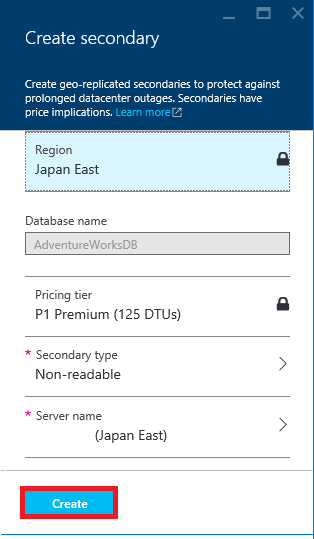 Create secondary
Create geo-replicated secondaries to protect against
prolonged datacenter outages. Secondaries have
price implications. Learn more
Region
Japan East
Database name
AdventureWorksDB
Pricing tier
P1 Premium (125 DTUs)
* Secondary type
Non-readable
* Server name
(Japan East)
Create